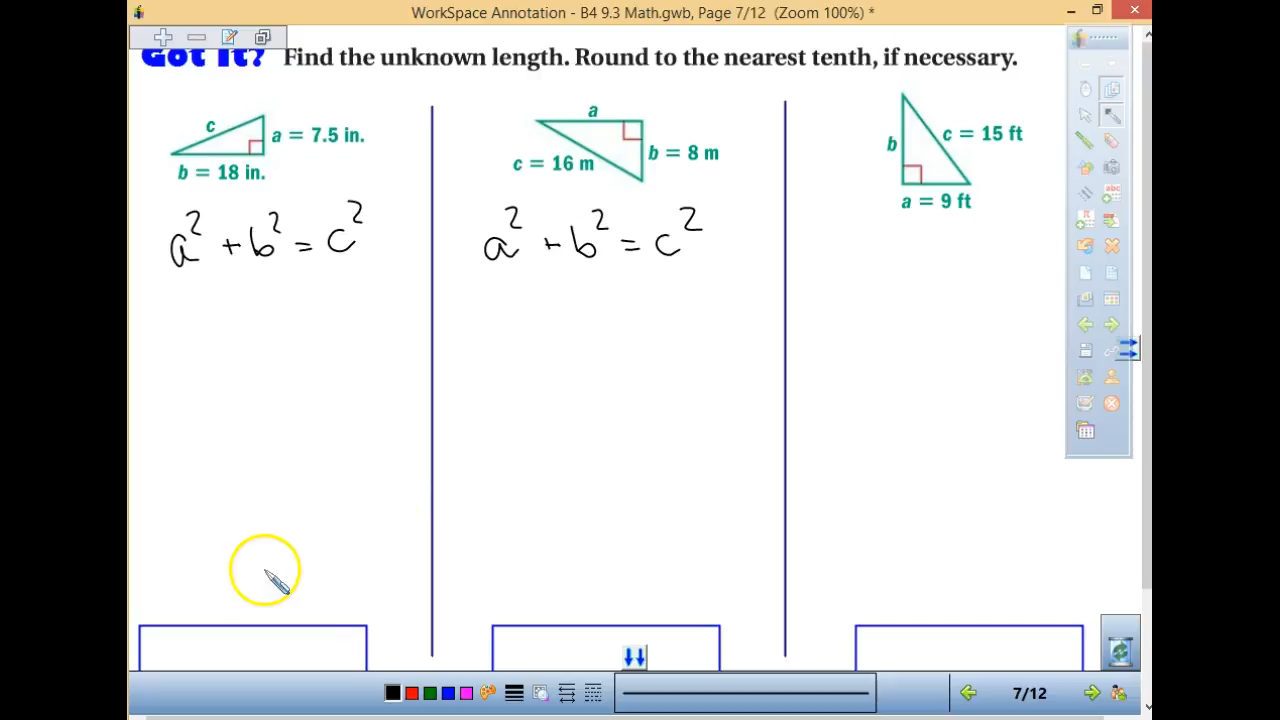 WorkSpace Annotation - B4 9.3 Math.gwb, Page 7/12 (Zoom 100%) *
Got it? Find the unknown length. Round to the nearest tenth, if necessary.
c
a = 7.5 in.
b = 18 in.
a² + b² = c²
a
c = 16 m
b = 8 m
a² + b² = c²
b
c = 15 ft
a = 9 ft
7/12